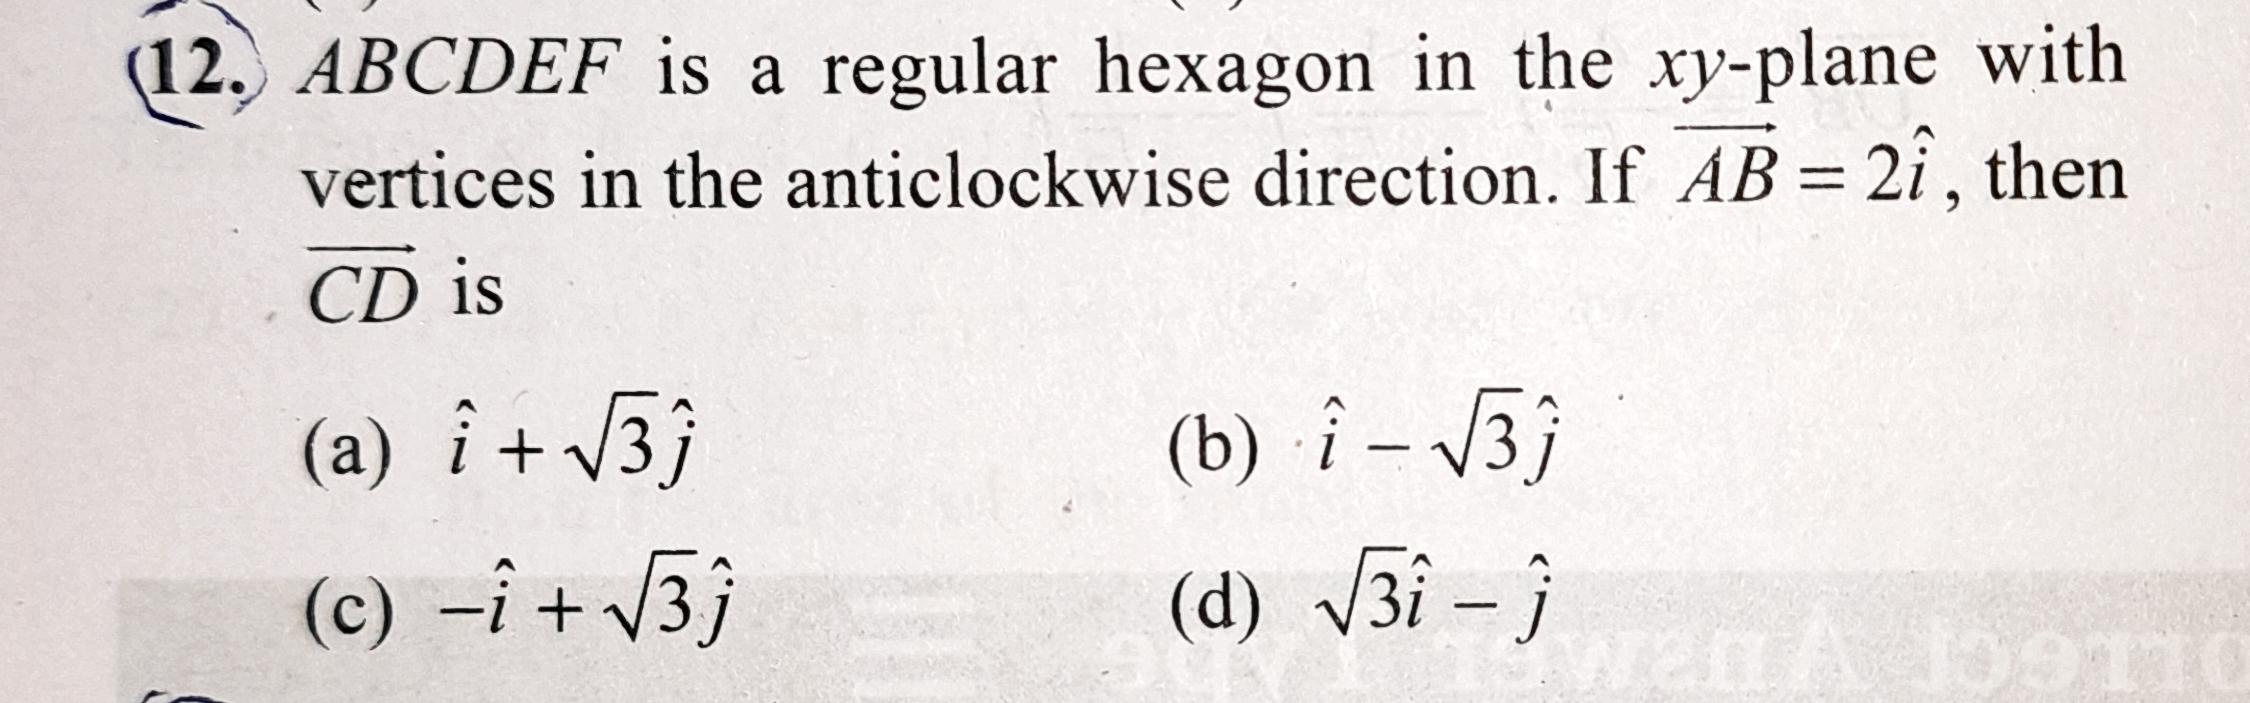 12. ABCDEF is a regular hexagon in the xy-plane with
vertices in the anticlockwise direction. If \overrightarrow{AB} = 2\hat{i}, then
\overrightarrow{CD} is
(a) \hat{i} + \sqrt{3}\hat{j} (b) \hat{i} - \sqrt{3}\hat{j}
(c) -\hat{i} + \sqrt{3}\hat{j} (d) \sqrt{3}\hat{i} - \hat{j}